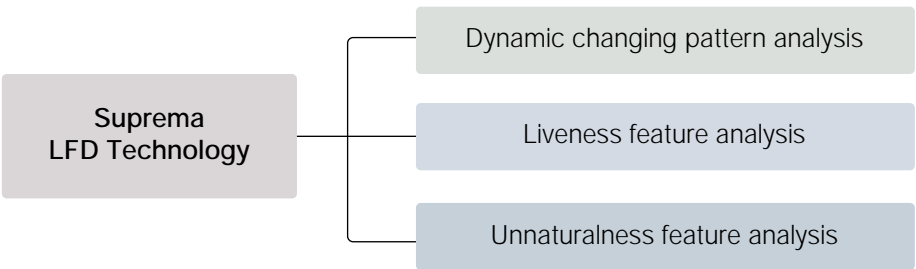 Suprema
LFD Technology
Dynamic changing pattern analysis
Liveness feature analysis
Unnaturalness feature analysis